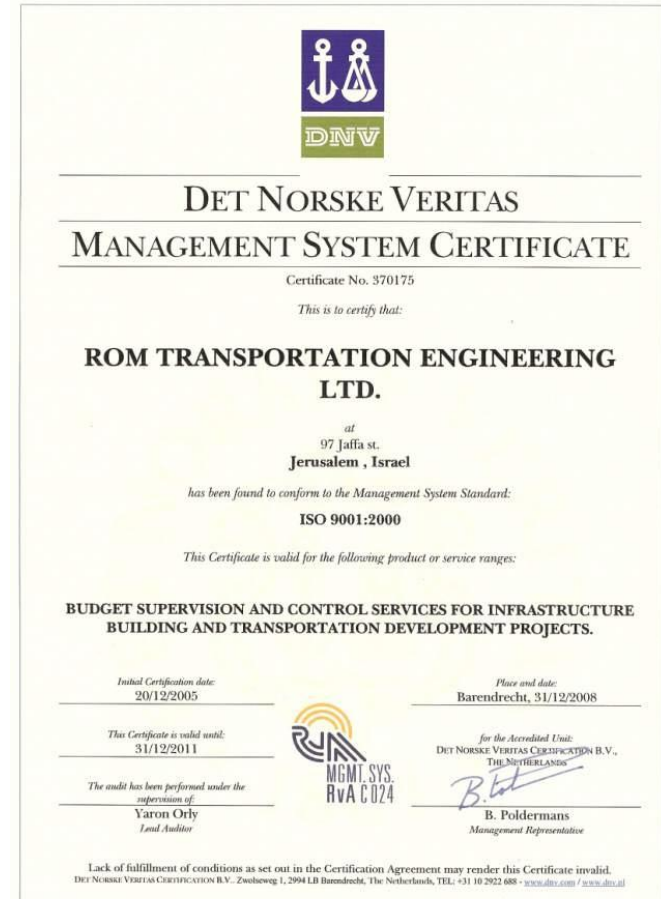 DNV
DET NORSKE VERITAS
MANAGEMENT SYSTEM CERTIFICATE
Certificate No. 370175
This is to certify that:
ROM TRANSPORTATION ENGINEERING
LTD.
at
97 Jaffa st.
Jerusalem , Israel
has been found to conform to the Management System Standard:
ISO 9001:2000
This Certificate is valid for the following product or service ranges:
BUDGET SUPERVISION AND CONTROL SERVICES FOR INFRASTRUCTURE
BUILDING AND TRANSPORTATION DEVELOPMENT PROJECTS.
Initial Certification date:
20/12/2005
Place and date:
Barendrecht, 31/12/2008
This Certificate is valid until:
31/12/2011
for the Accredited Unit:
DET NORSKE VERITAS CERTIFICATION B.V.,
THE NETHERLANDS
The audit has been performed under the
supervision of:
Yaron Orly
Lead Auditor
RvA
MGMT. SYS.
RvA C 024
B. Poldermans
Management Representative
Lack of fulfillment of conditions as set out in the Certification Agreement may render this Certificate invalid.
DET NORSKE VERITAS CERTIFICATION B.V.. Zwolseweg 1, 2994 LB Barendrecht, The Netherlands, TEL: +31 10 2922 688 - www.dnv.com / www.dnv.nl